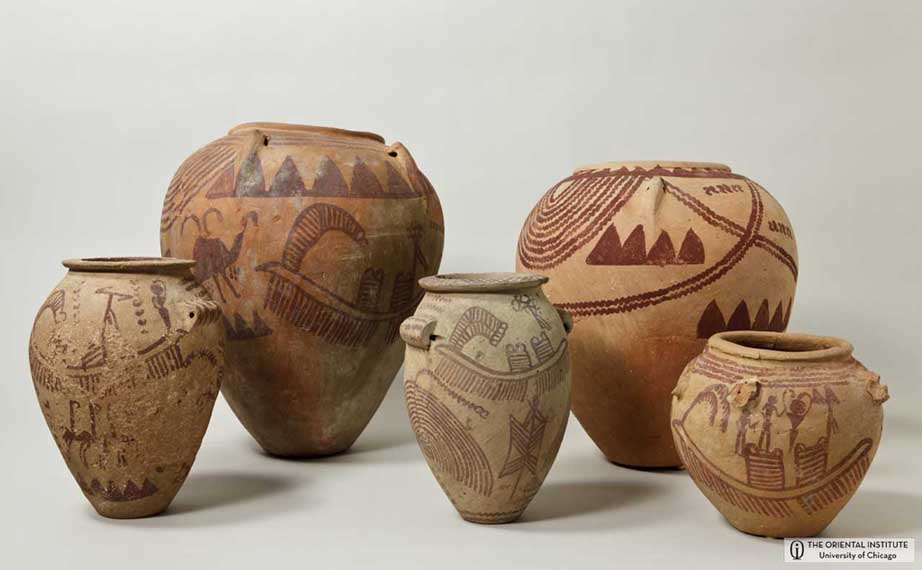 THE ORIENTAL INSTITUTE
University of Chicago